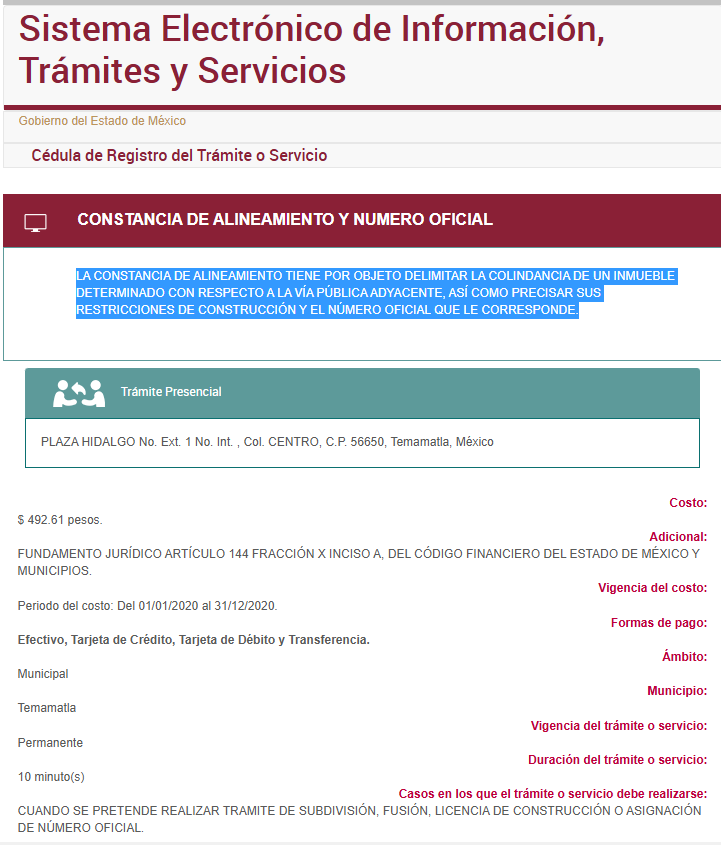 Sistema Electrónico de Información,
Trámites y Servicios
Gobierno del Estado de México
Cédula de Registro del Trámite o Servicio
CONSTANCIA DE ALINEAMIENTO Y NUMERO OFICIAL
LA CONSTANCIA DE ALINEAMIENTO TIENE POR OBJETO DELIMITAR LA COLINDANCIA DE UN INMUEBLE
DETERMINADO CON RESPECTO A LA VÍA PÚBLICA ADYACENTE, ASÍ COMO PRECISAR SUS
RESTRICCIONES DE CONSTRUCCIÓN Y EL NÚMERO OFICIAL QUE LE CORRESPONDE.
Trámite Presencial
PLAZA HIDALGO No. Ext. 1 No. Int. , Col. CENTRO, C.P. 56650, Temamatla, México
Costo:
$ 492.61 pesos.
Adicional:
FUNDAMENTO JURÍDICO ARTÍCULO 144 FRACCIÓN X INCISO A, DEL CÓDIGO FINANCIERO DEL ESTADO DE MÉXICO Y
MUNICIPIOS.
Vigencia del costo:
Periodo del costo: Del 01/01/2020 al 31/12/2020.
Formas de pago:
Efectivo, Tarjeta de Crédito, Tarjeta de Débito y Transferencia.
Ámbito:
Municipal
Municipio:
Temamatla
Vigencia del trámite o servicio:
Permanente
Duración del trámite o servicio:
10 minuto(s)
Casos en los que el trámite o servicio debe realizarse:
CUANDO SE PRETENDE REALIZAR TRAMITE DE SUBDIVISIÓN, FUSIÓN, LICENCIA DE CONSTRUCCIÓN O ASIGNACIÓN
DE NÚMERO OFICIAL.